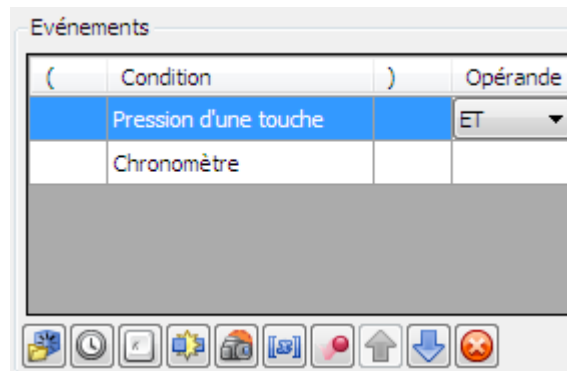 Evénements
( Condition ) Opérande
Pression d'une touche ET
Chronomètre